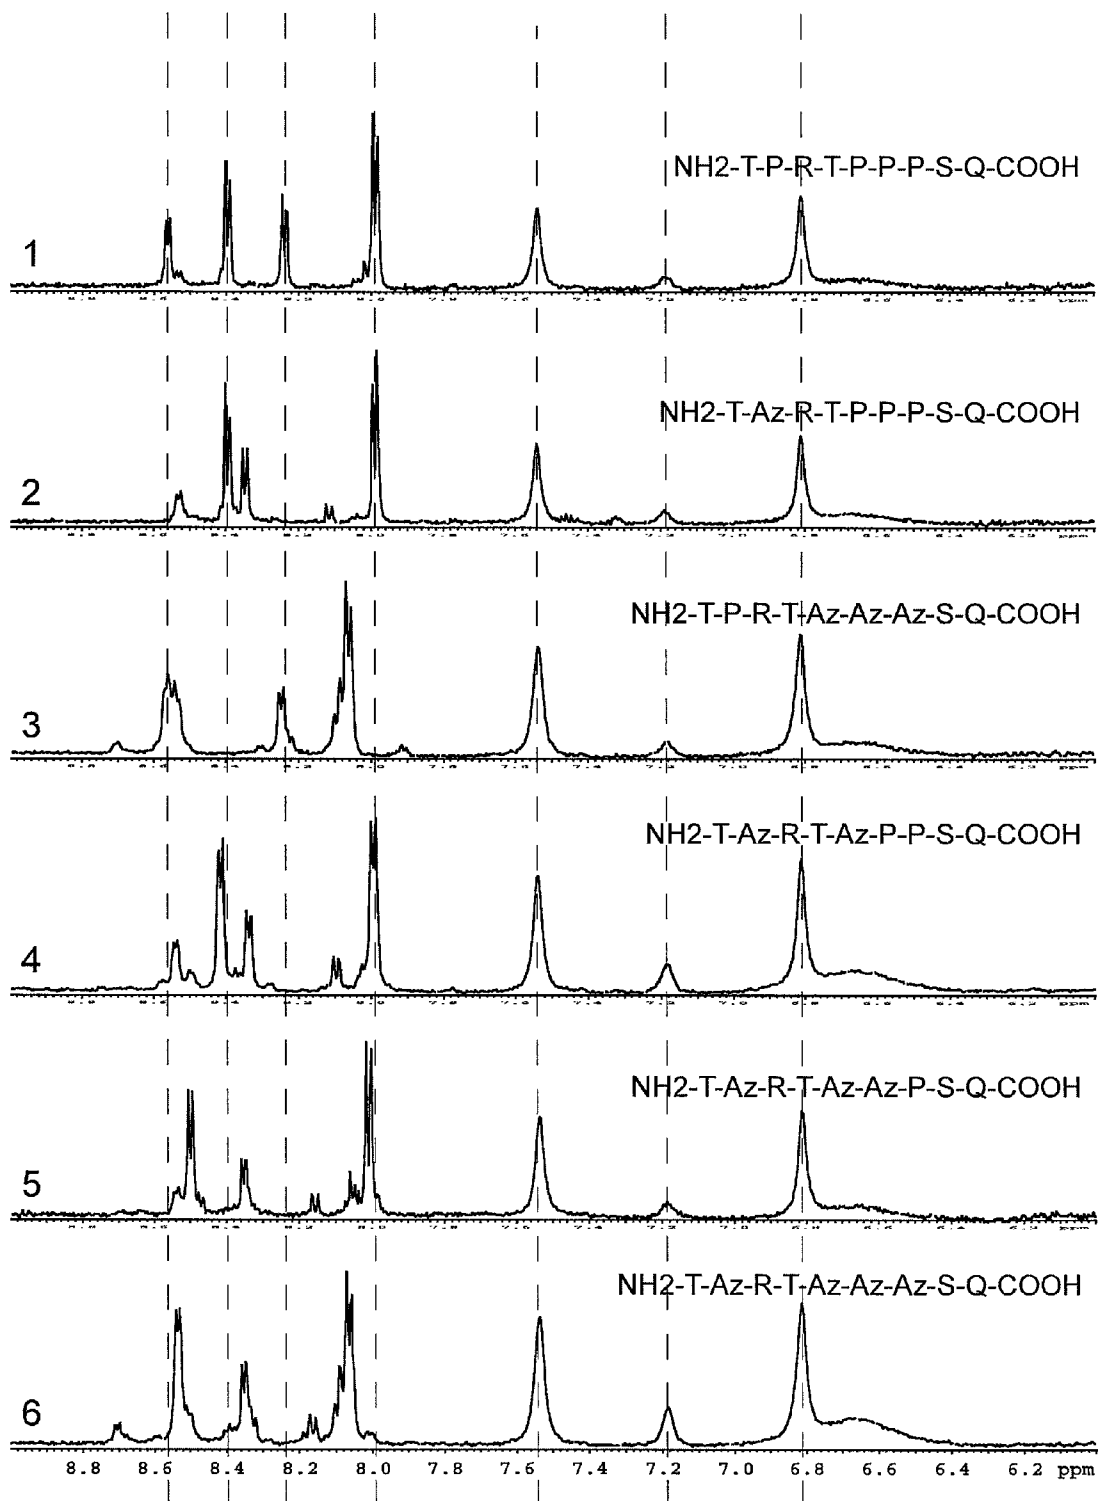 NH2-T-P-R-T-P-P-P-S-Q-COOH
1
NH2-T-Az-R-T-P-P-P-S-Q-COOH
2
NH2-T-P-R-T-Az-Az-Az-S-Q-COOH
3
NH2-T-Az-R-T-Az-P-P-S-Q-COOH
4
NH2-T-Az-R-T-Az-Az-P-S-Q-COOH
5
NH2-T-Az-R-T-Az-Az-Az-S-Q-COOH
6
8.8 8.6 8.4 8.2 8.0 7.8 7.6 7.4 7.2 7.0 6.8 6.6 6.4 6.2 ppm